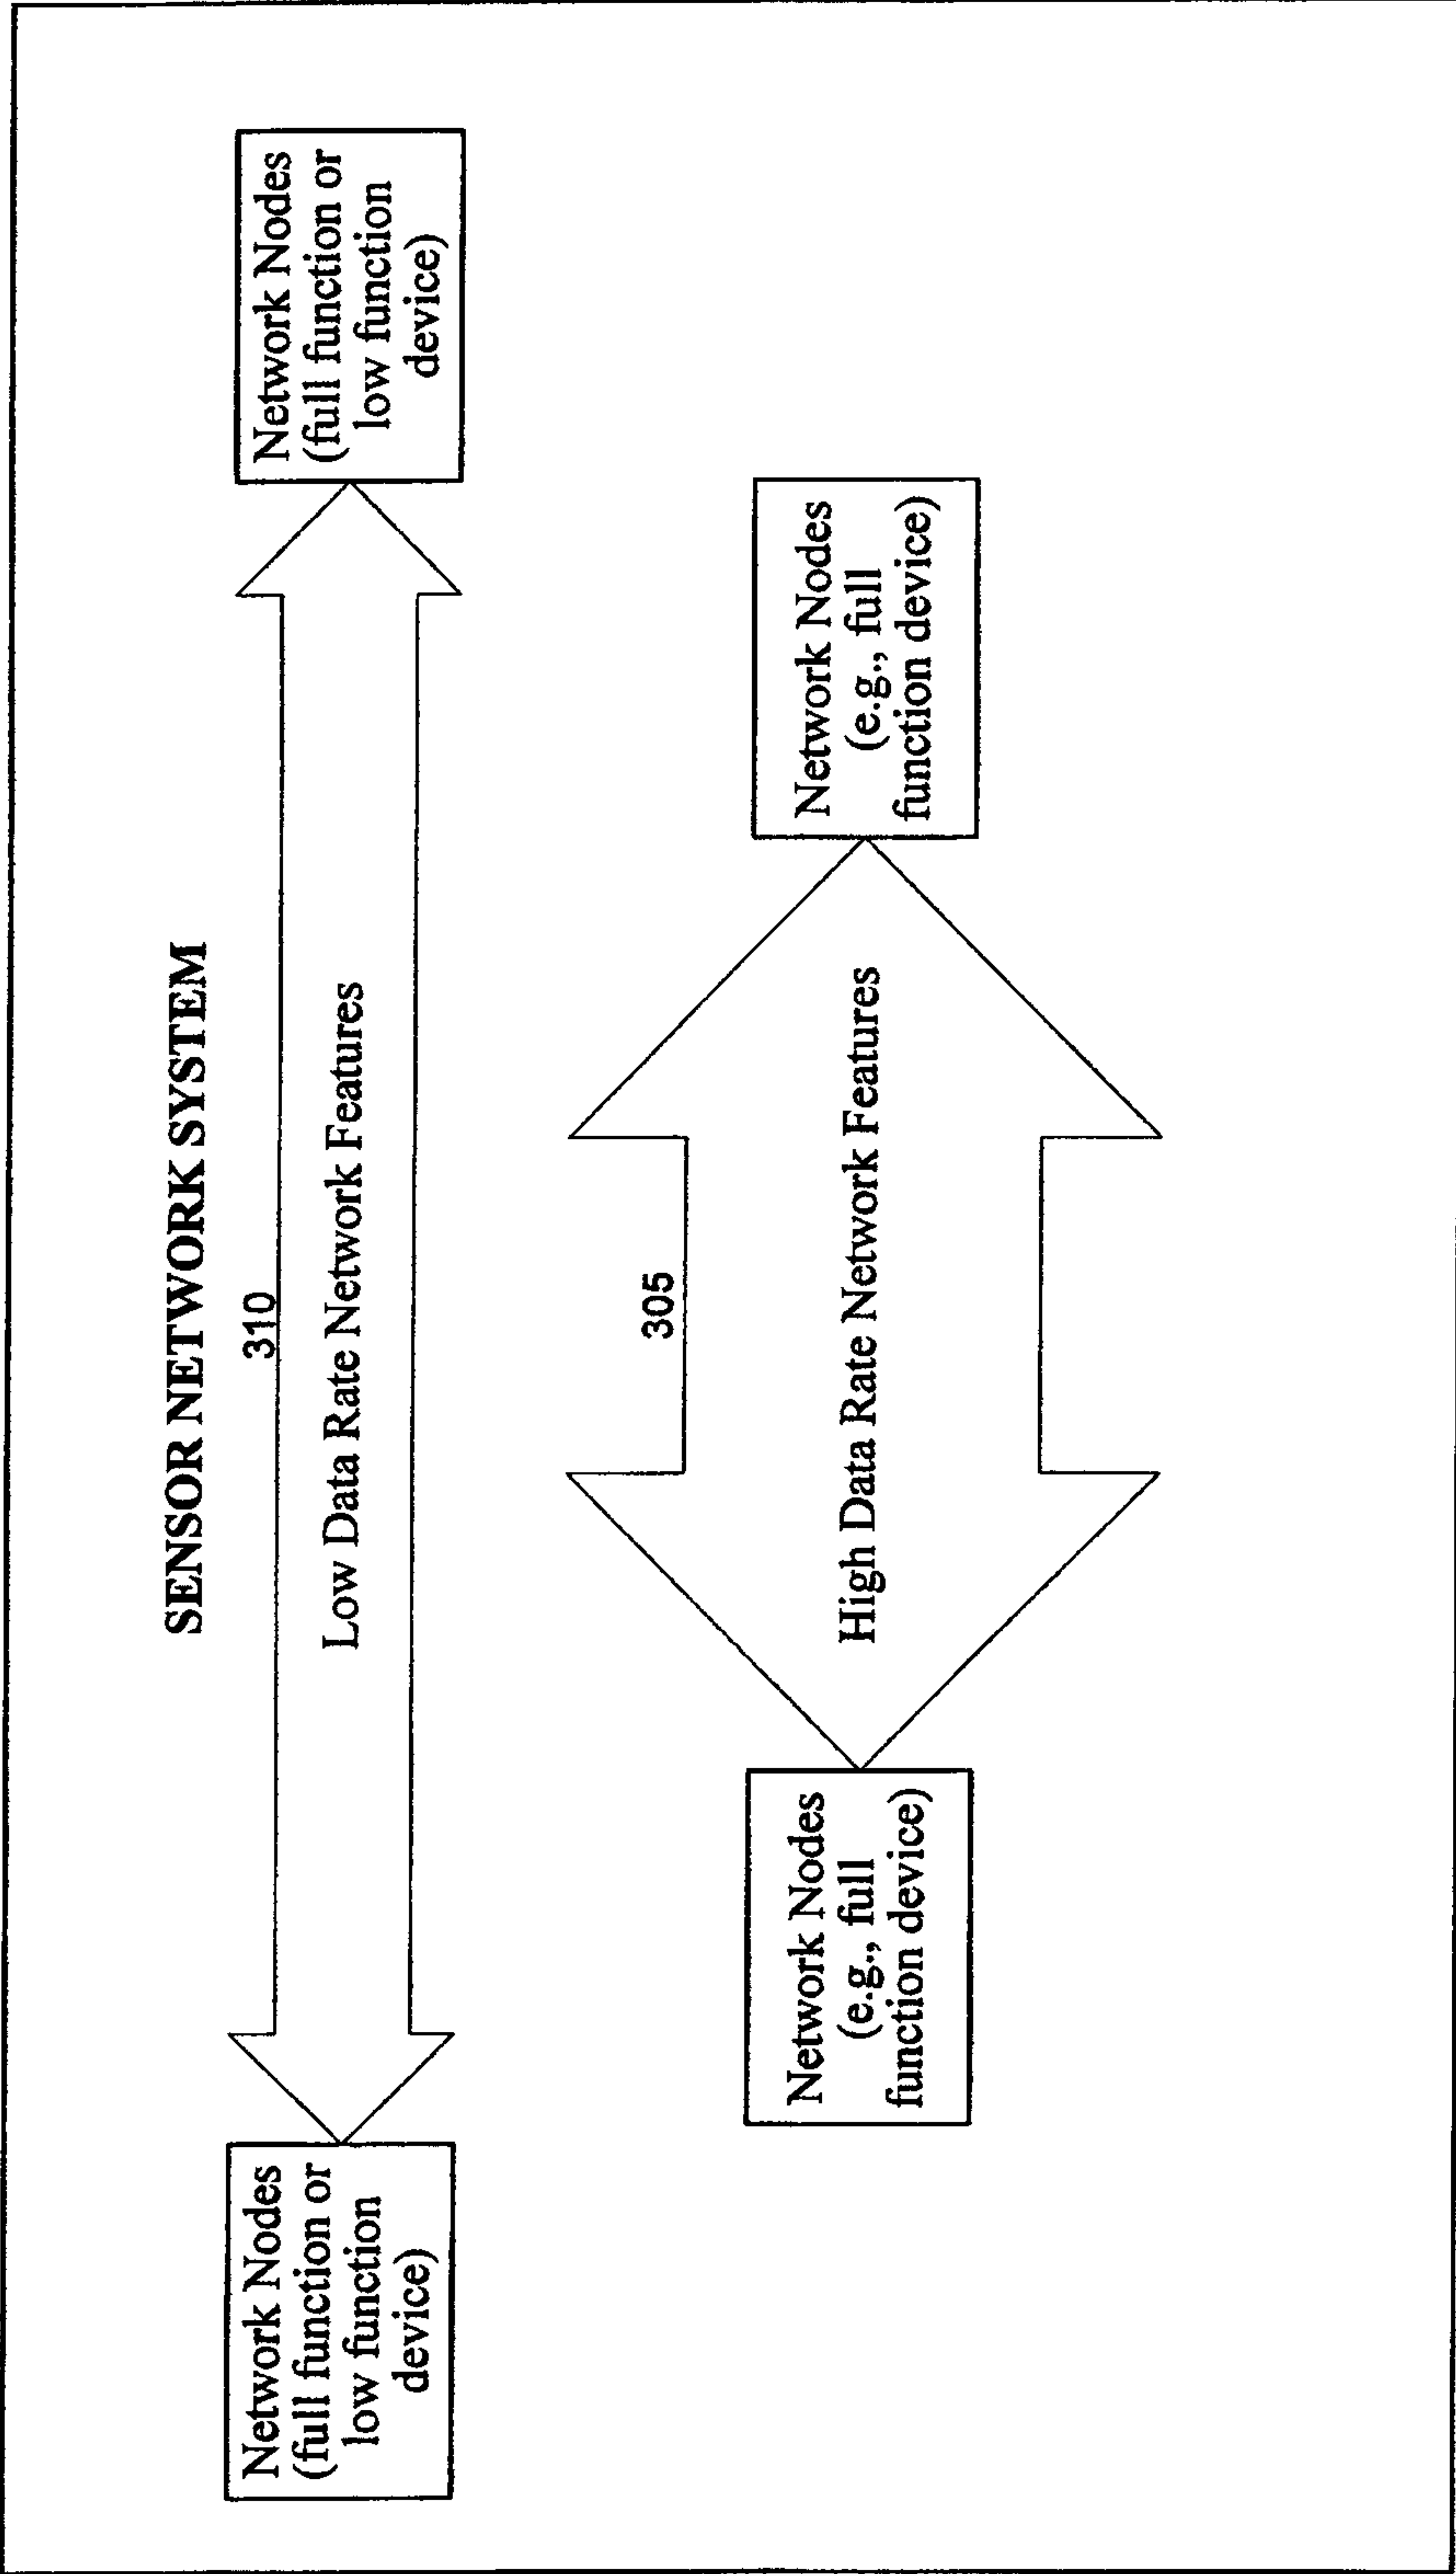 SENSOR NETWORK SYSTEM
310
Network Nodes
(full function or
low function
device)
Low Data Rate Network Features
Network Nodes
(full function or
low function
device)
305
Network Nodes
(e.g., full
function device)
High Data Rate Network Features
Network Nodes
(e.g., full
function device)